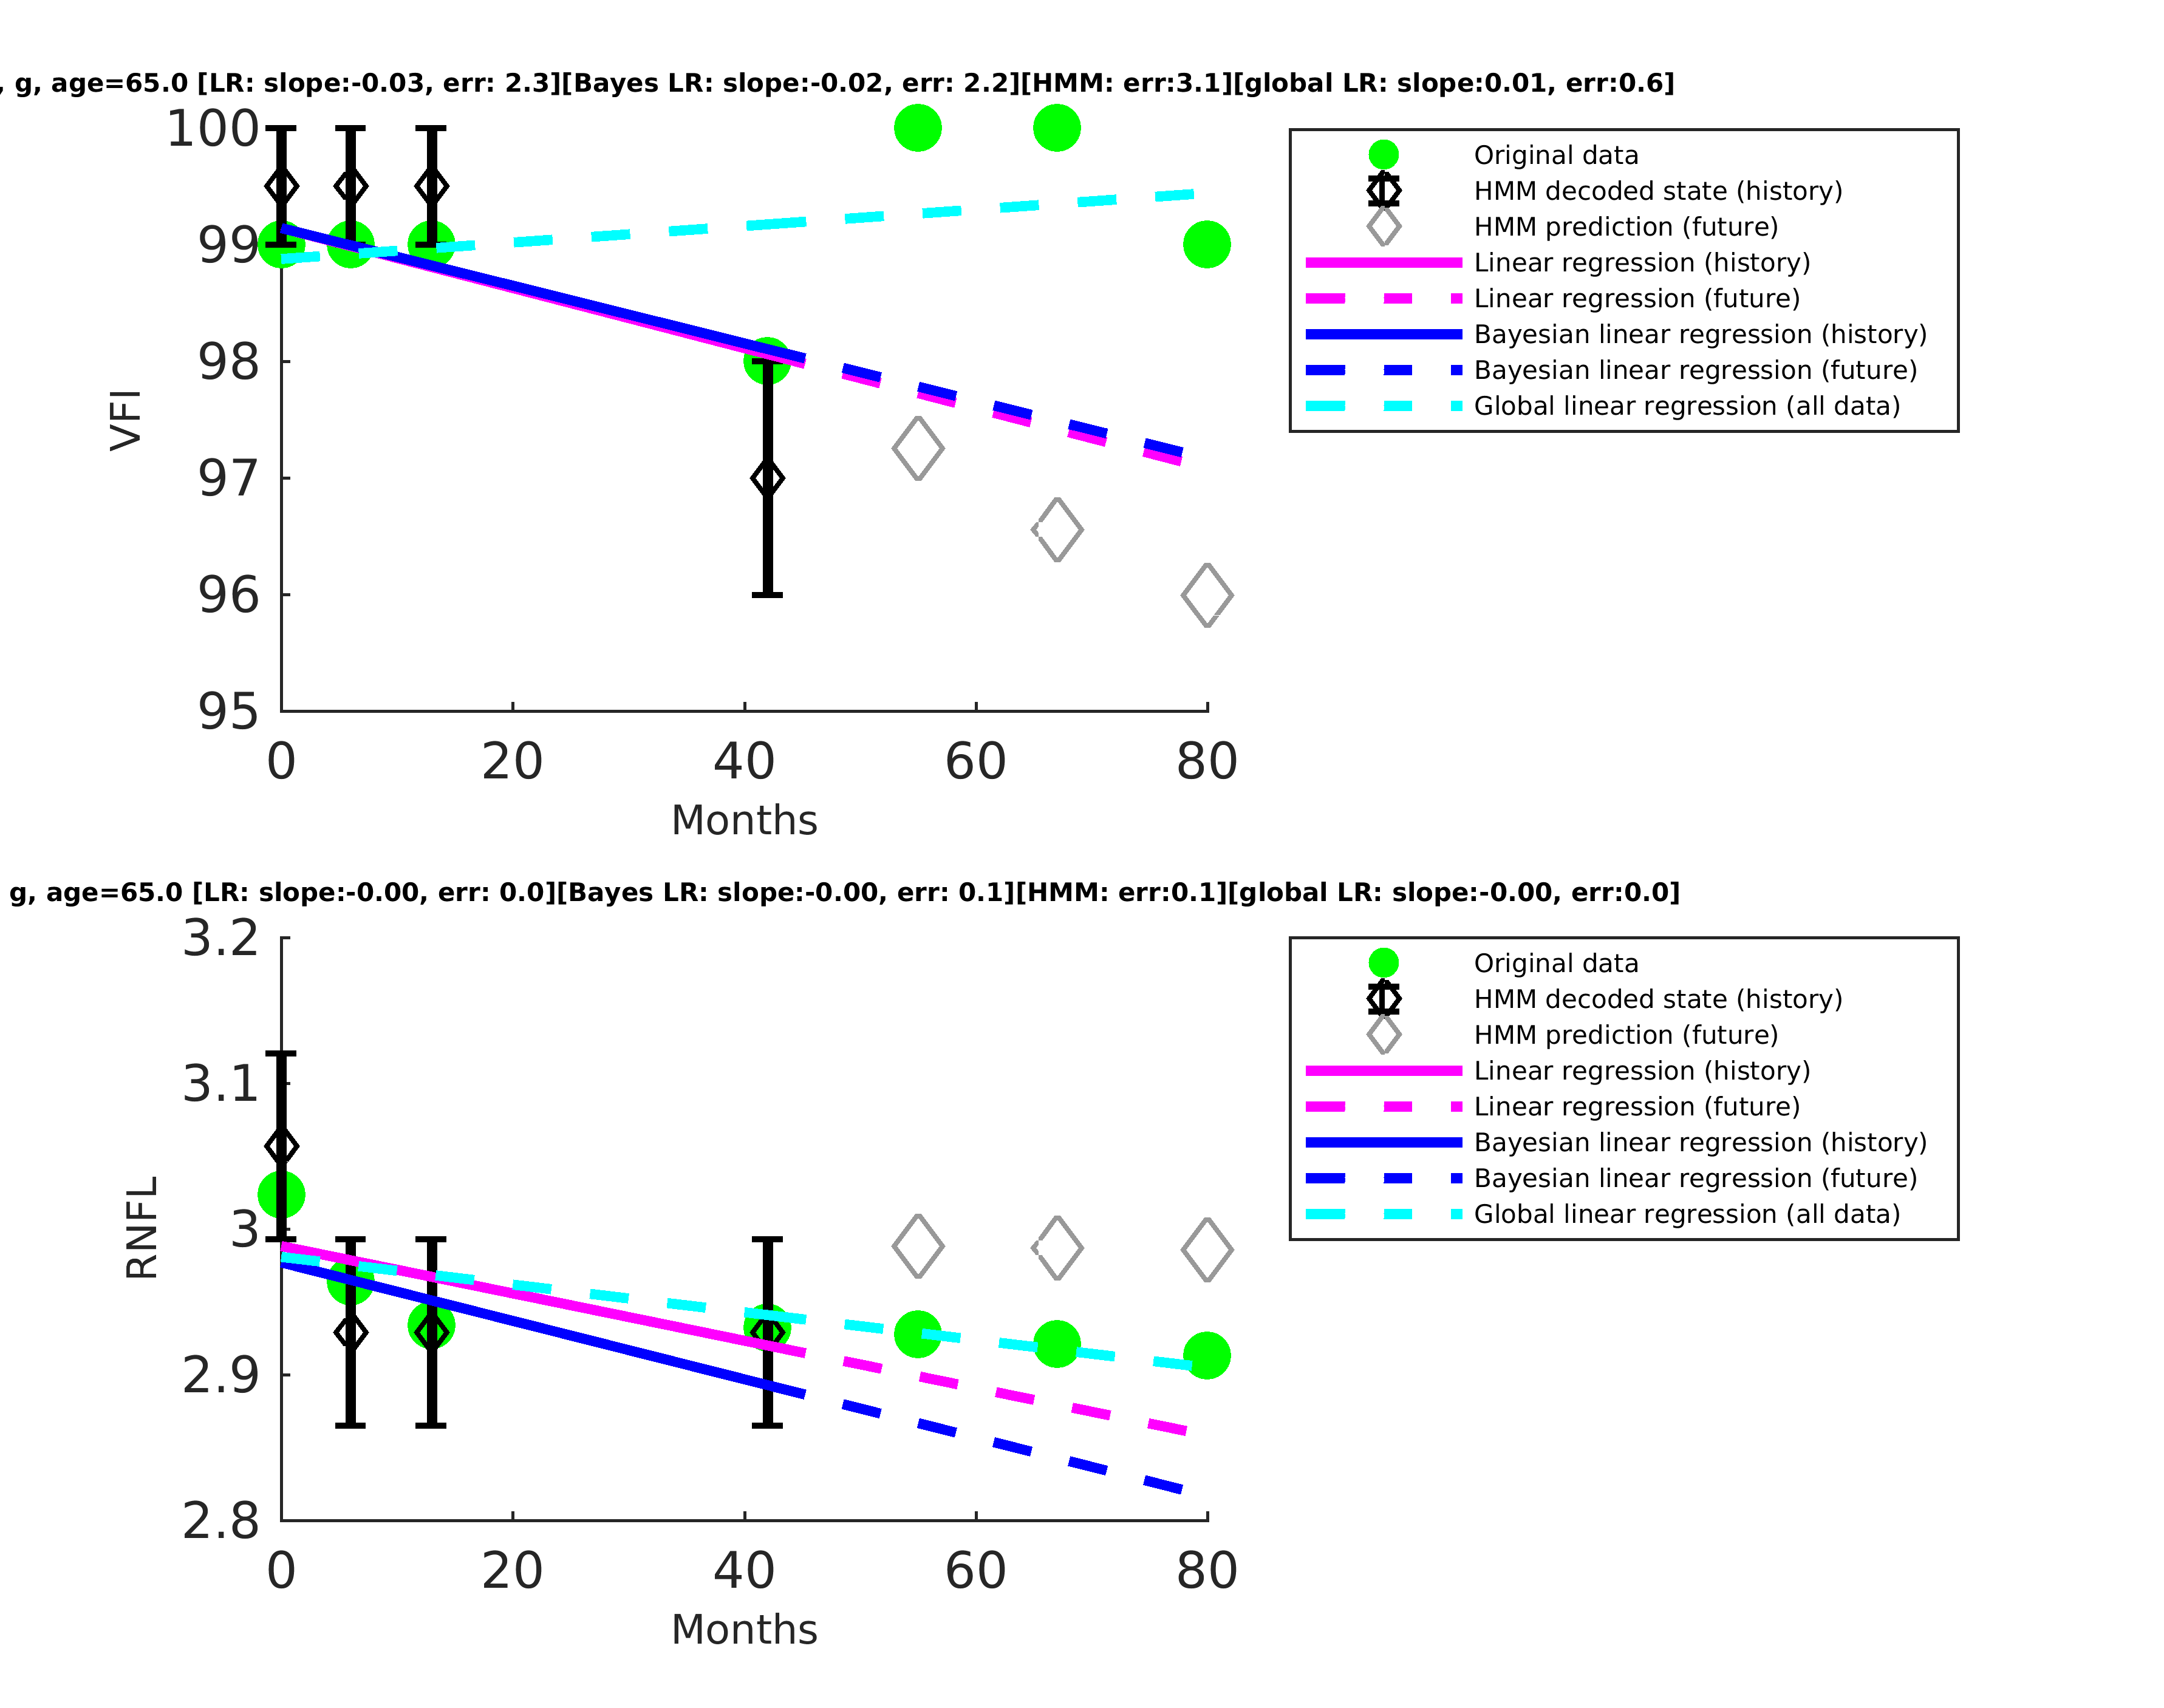 , g, age=65.0 [LR: slope:-0.03, err: 2.3][Bayes LR: slope:-0.02, err: 2.2][HMM: err:3.1][global LR: slope:0.01, err:0.6]
100
99
98
97
96
95
VFI
0 20 40 60 80
Months
Original data
HMM decoded state (history)
HMM prediction (future)
Linear regression (history)
Linear regression (future)
Bayesian linear regression (history)
Bayesian linear regression (future)
Global linear regression (all data)
g, age=65.0 [LR: slope:-0.00, err: 0.0][Bayes LR: slope:-0.00, err: 0.1][HMM: err:0.1][global LR: slope:-0.00, err:0.0]
3.2
3.1
3
2.9
2.8
RNFL
0 20 40 60 80
Months
Original data
HMM decoded state (history)
HMM prediction (future)
Linear regression (history)
Linear regression (future)
Bayesian linear regression (history)
Bayesian linear regression (future)
Global linear regression (all data)